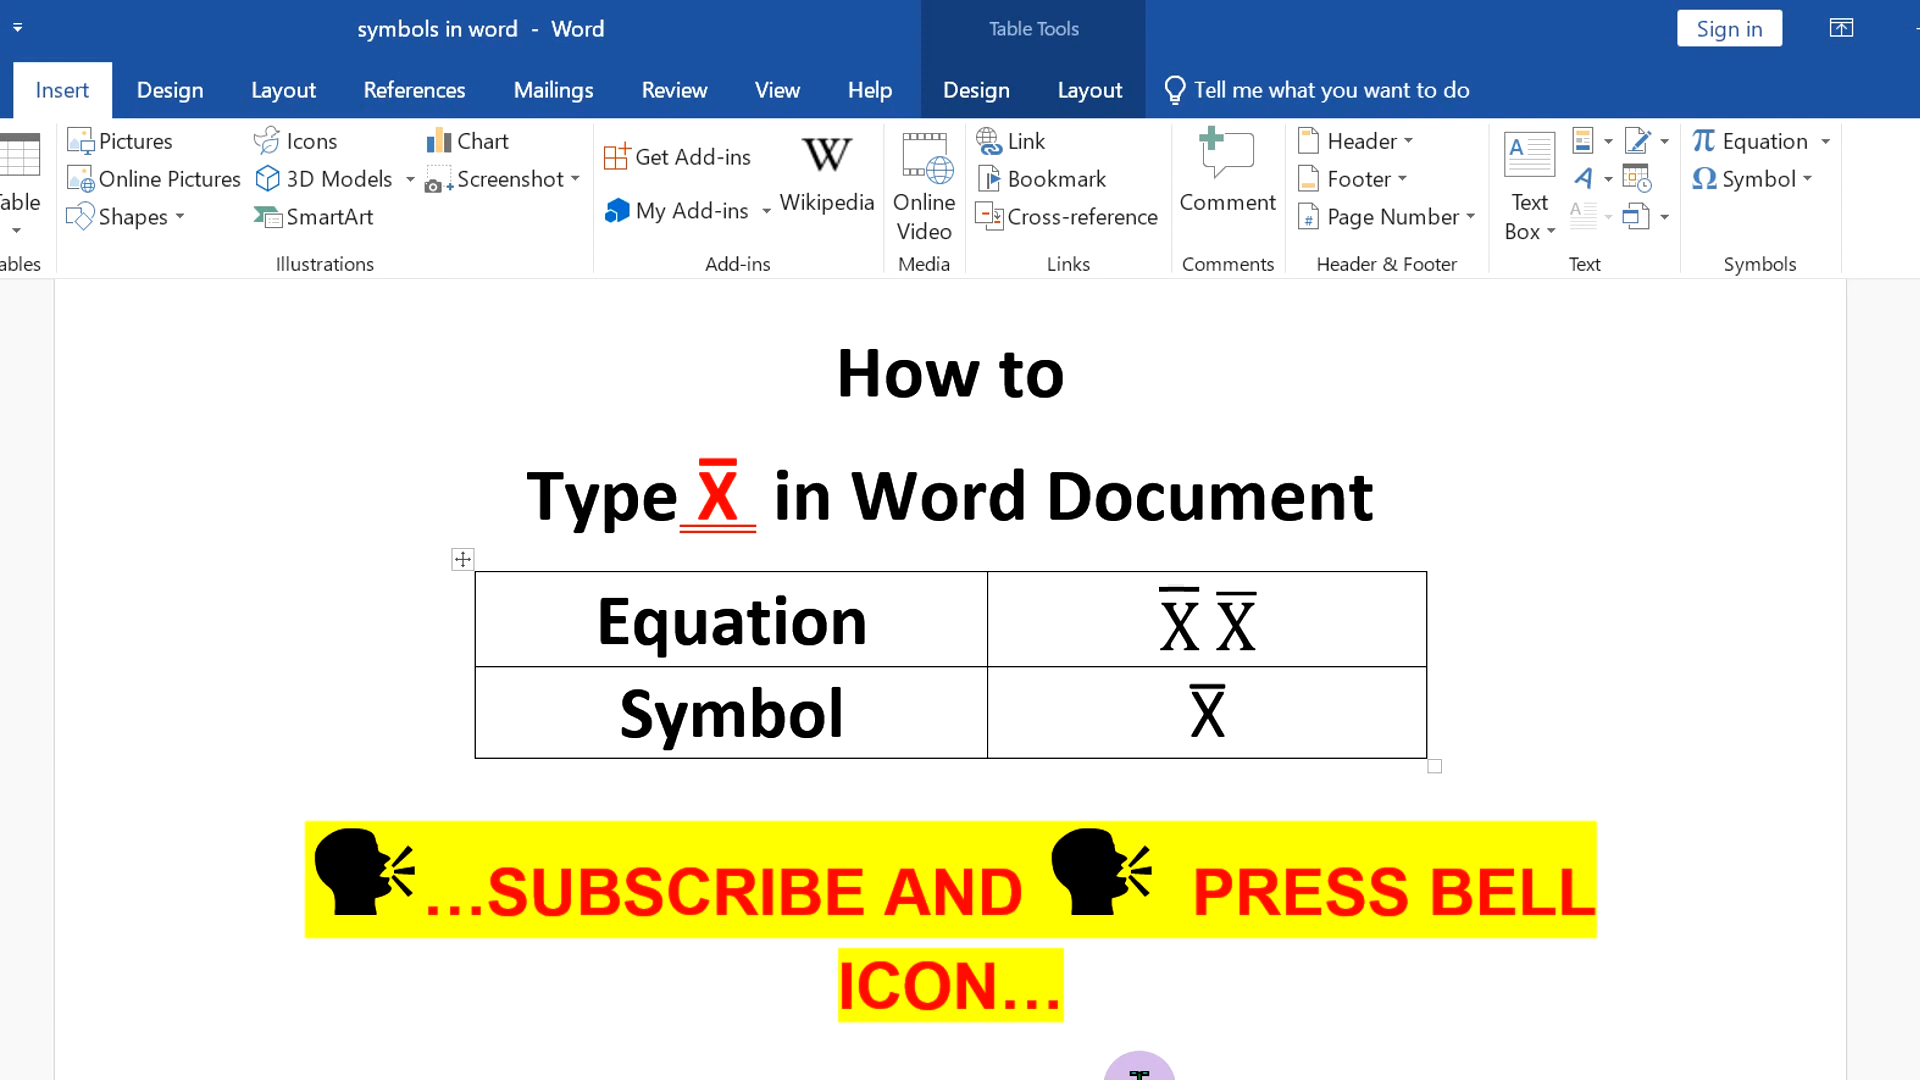 symbols in word - Word
Table Tools
Sign in
Insert Design Layout References Mailings Review View Help Design Layout Tell me what you want to do
Pictures
Online Pictures
Shapes
Icons
3D Models
SmartArt
Chart
Screenshot
Illustrations
Get Add-ins
My Add-ins
Wikipedia
Add-ins
Online
Video
Media
Link
Bookmark
Cross-reference
Links
Comment
Comments
Header
Footer
Page Number
Header & Footer
Text
Box
Text
Equation
Symbol
Symbols
How to
Type X̅ in Word Document
Equation X̅ X̅
Symbol X̅
...SUBSCRIBE AND PRESS BELL
ICON...